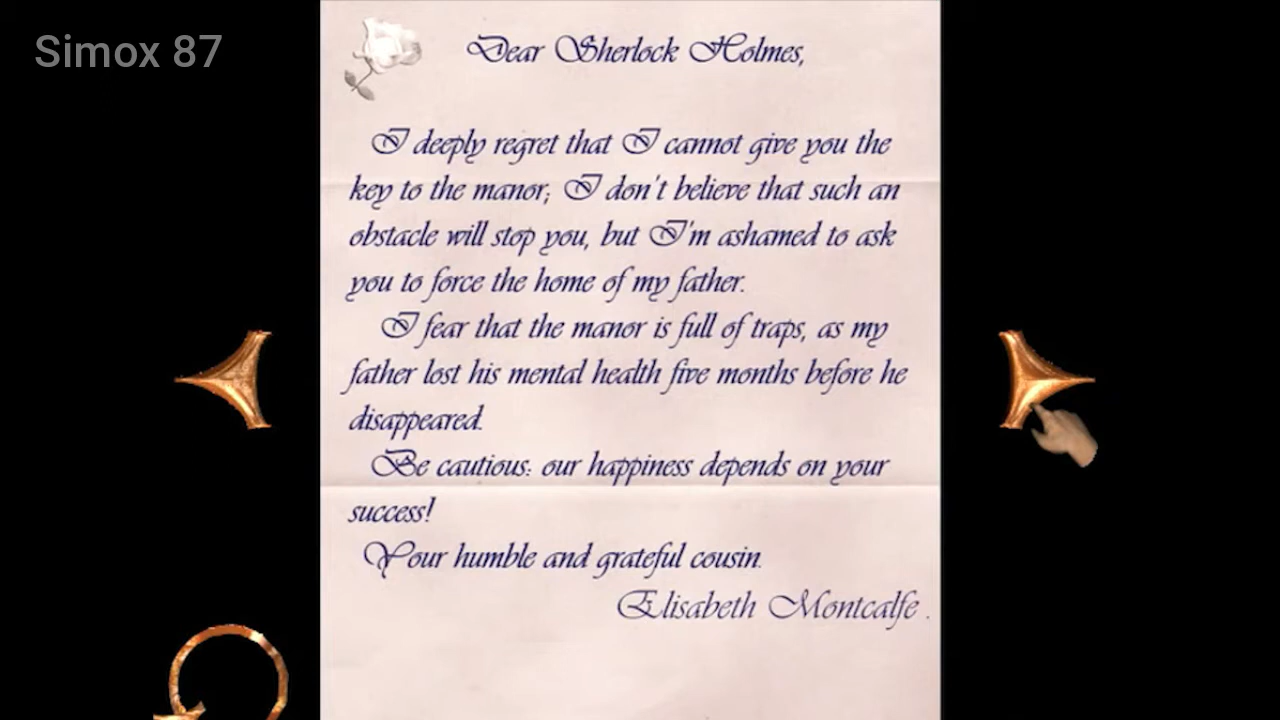 Simox 87
Dear Sherlock Holmes,
I deeply regret that I cannot give you the
key to the manor; I don't believe that such an
obstacle will stop you, but I'm ashamed to ask
you to force the home of my father.
I fear that the manor is full of traps, as my
father lost his mental health five months before he
disappeared.
Be cautious: our happiness depends on your
success!
Your humble and grateful cousin.
Elisabeth Montcalfe .